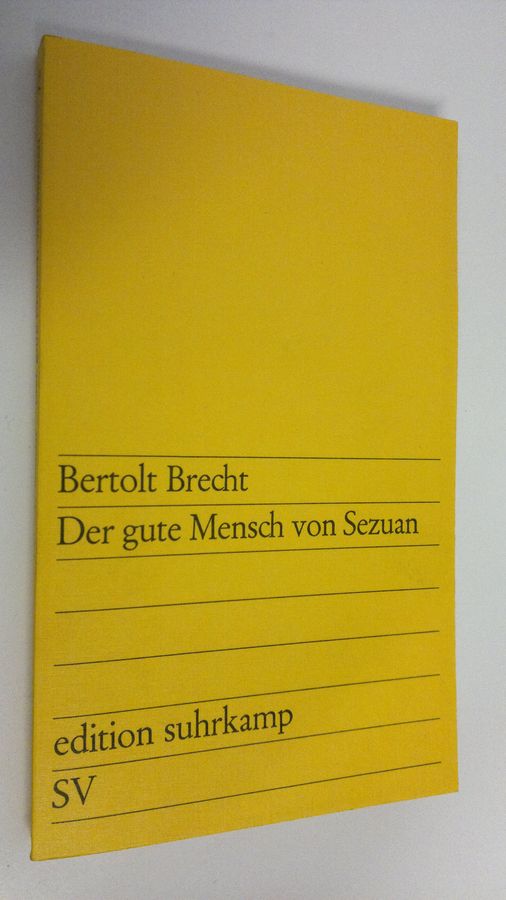 Bertolt Brecht
Der gute Mensch von Sezuan
edition suhrkamp
SV